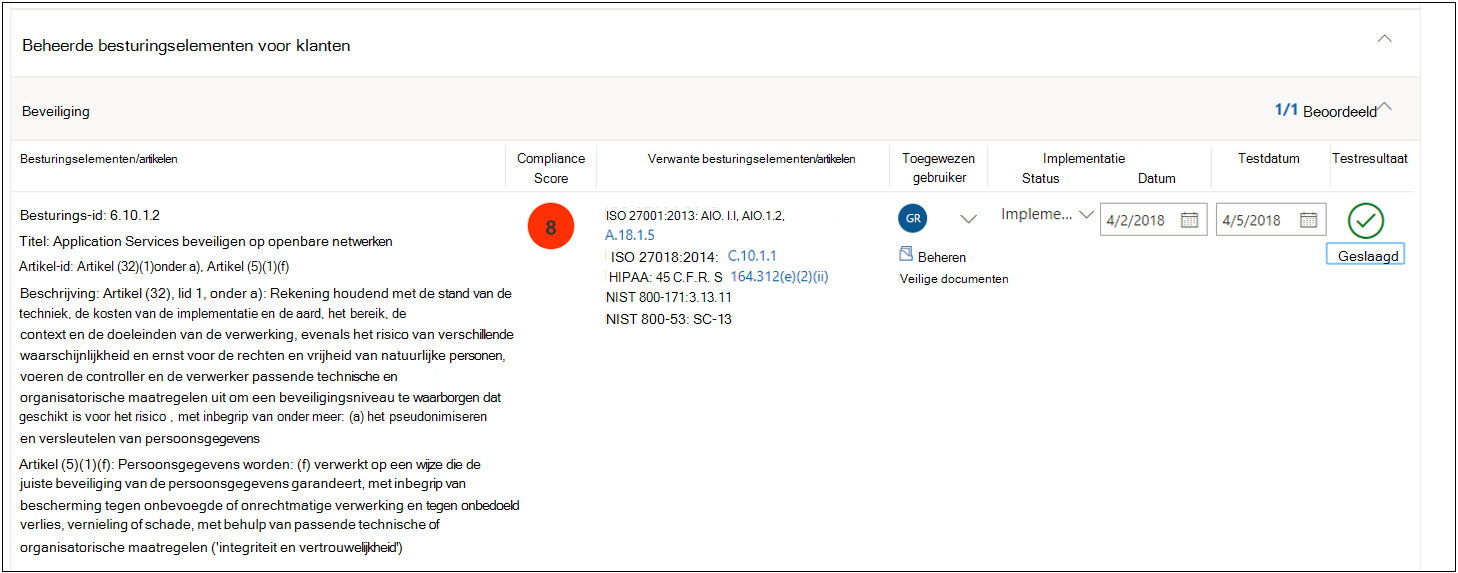 Beheerde besturingselementen voor klanten
Beveiliging
1/1 Beoordeeld
Besturingselementen/artikelen
Compliance
Score
Verwante besturingselementen/artikelen
Toegewezen
gebruiker
Implementatie
Status
Datum
Testdatum
Testresultaat
Besturings-id: 6.10.1.2
Titel: Application Services beveiligen op openbare netwerken
Artikel-id: Artikel (32)(1)onder a), Artikel (5)(1)(f)
Beschrijving: Artikel (32), lid 1, onder a): Rekening houdend met de stand van de
techniek, de kosten van de implementatie en de aard, het bereik, de
context en de doeleinden van de verwerking, evenals het risico van verschillende
waarschijnlijkheid en ernst voor de rechten en vrijheid van natuurlijke personen,
voeren de controller en de verwerker passende technische en
organisatorische maatregelen uit om een beveiligingsniveau te waarborgen dat
geschikt is voor het risico , met inbegrip van onder meer: (a) het pseudonimiseren
en versleutelen van persoonsgegevens
Artikel (5)(1)(f): Persoonsgegevens worden: (f) verwerkt op een wijze die de
juiste beveiliging van de persoonsgegevens garandeert, met inbegrip van
bescherming tegen onbevoegde of onrechtmatige verwerking en tegen onbedoeld
verlies, vernieling of schade, met behulp van passende technische of
organisatorische maatregelen ('integriteit en vertrouwelijkheid')
8
ISO 27001:2013: AIO. I.I, AIO.1.2,
A.18.1.5
ISO 27018:2014: C.10.1.1
HIPAA: 45 C.F.R. S 164.312(e)(2)(ii)
NIST 800-171:3.13.11
NIST 800-53: SC-13
GR
Beheren
Veilige documenten
Impleme...
4/2/2018
4/5/2018
Geslaagd